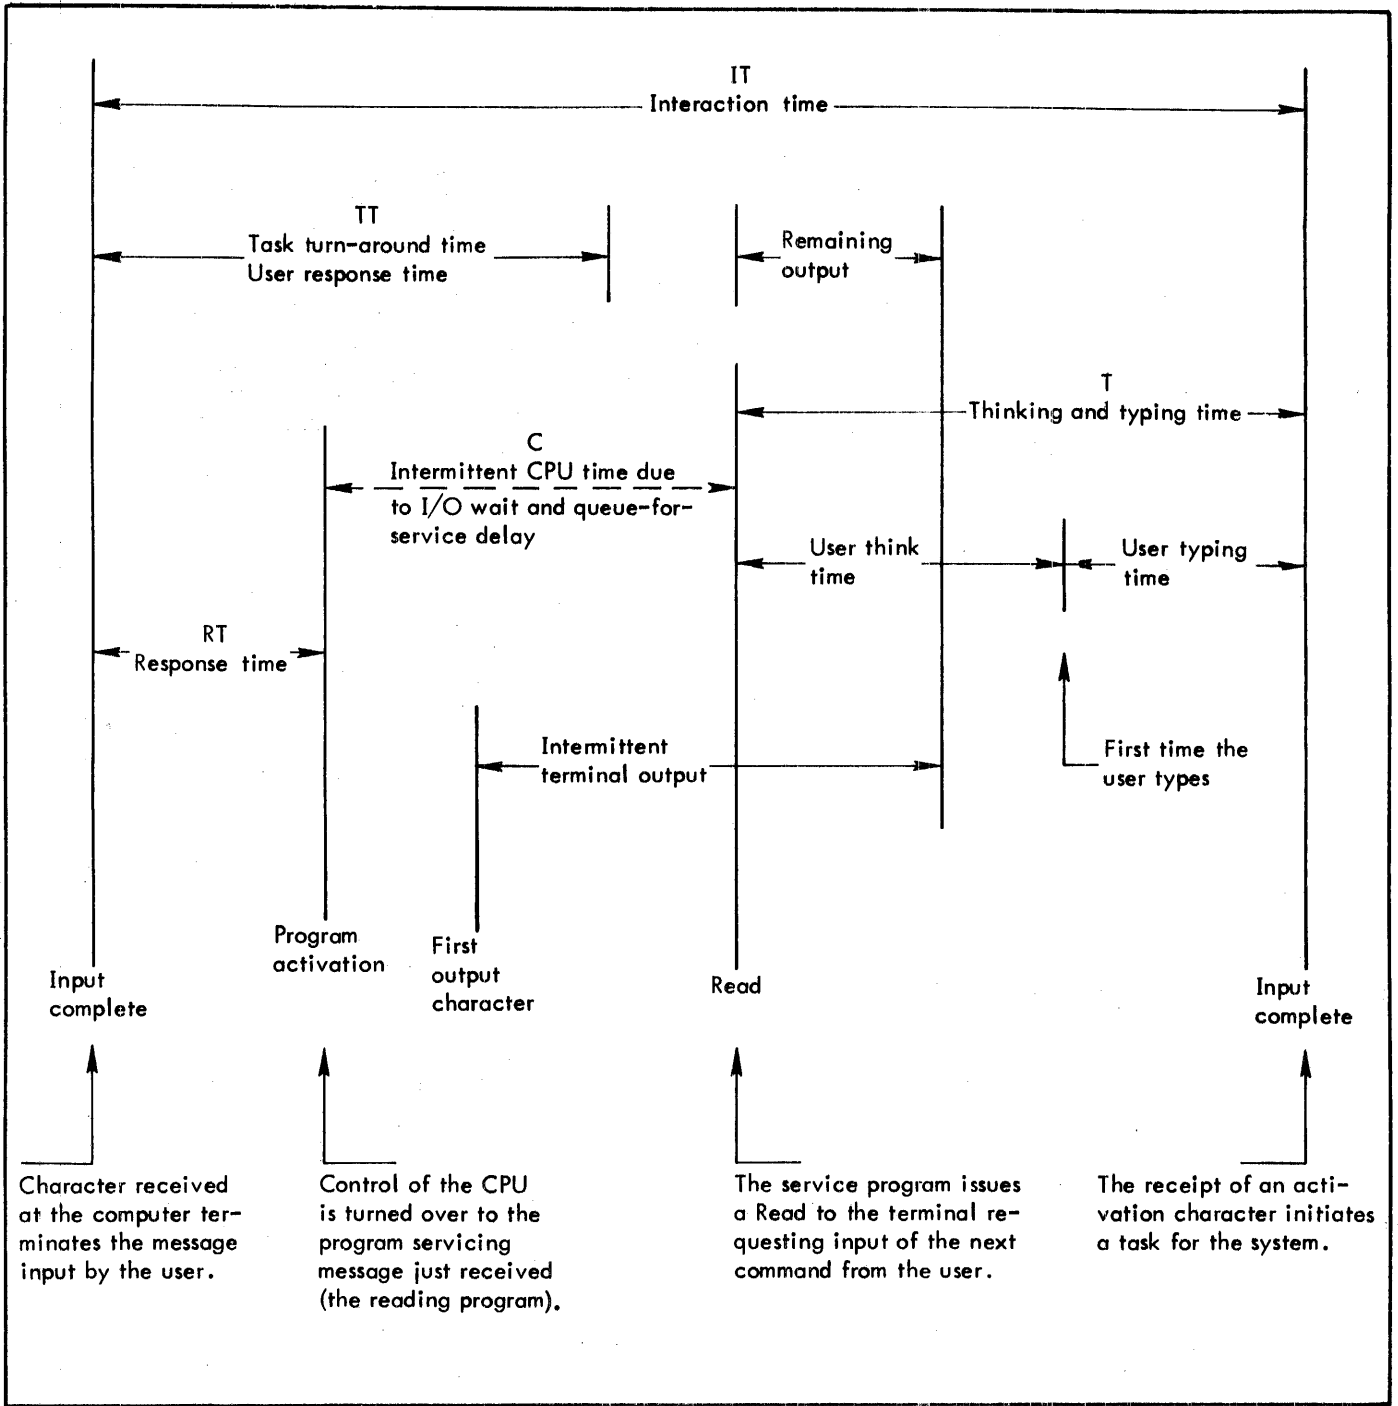 IT
Interaction time
TT
Task turn-around time
User response time
Remaining
output
T
Thinking and typing time
C
Intermittent CPU time due
to I/O wait and queue-for-
service delay
User think
time
User typing
time
RT
Response time
Intermittent
terminal output
First time the
user types
Program
activation
First
output
character
Input
complete
Read
Input
complete
Character received
at the computer ter-
minates the message
input by the user.
Control of the CPU
is turned over to the
program servicing
message just received
(the reading program).
The service program issues
a Read to the terminal re-
questing input of the next
command from the user.
The receipt of an acti-
vation character initiates
a task for the system.